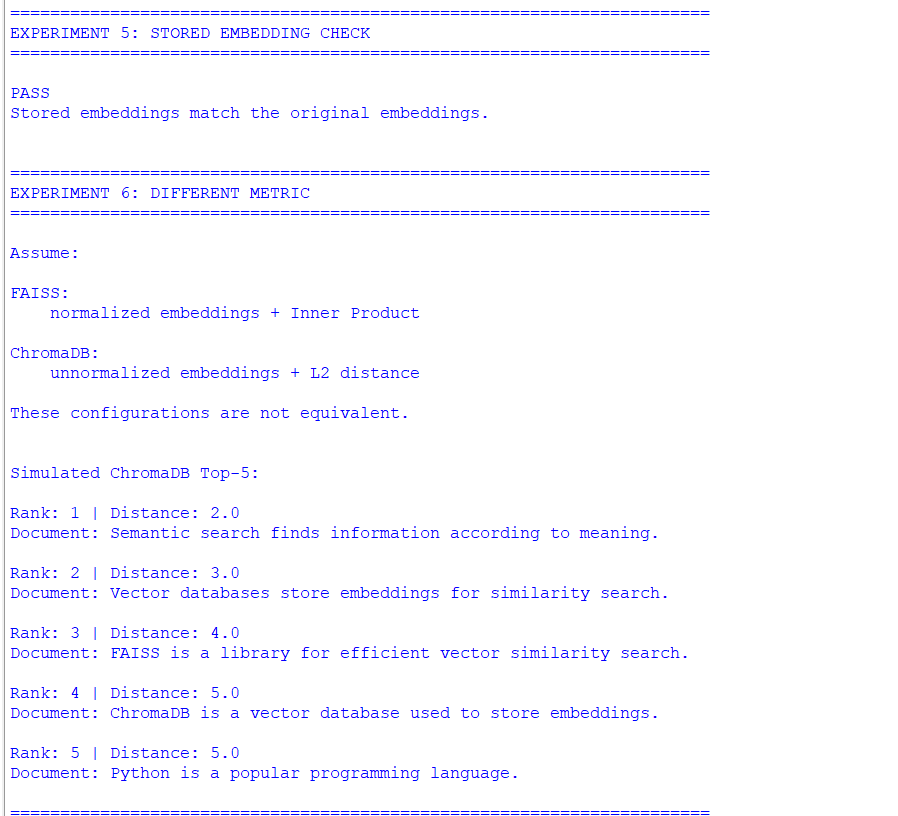 ======================================================================
EXPERIMENT 5: STORED EMBEDDING CHECK
======================================================================
PASS
Stored embeddings match the original embeddings.
======================================================================
EXPERIMENT 6: DIFFERENT METRIC
======================================================================
Assume:
FAISS:
    normalized embeddings + Inner Product
ChromaDB:
    unnormalized embeddings + L2 distance
These configurations are not equivalent.
Simulated ChromaDB Top-5:
Rank: 1 | Distance: 2.0
Document: Semantic search finds information according to meaning.
Rank: 2 | Distance: 3.0
Document: Vector databases store embeddings for similarity search.
Rank: 3 | Distance: 4.0
Document: FAISS is a library for efficient vector similarity search.
Rank: 4 | Distance: 5.0
Document: ChromaDB is a vector database used to store embeddings.
Rank: 5 | Distance: 5.0
Document: Python is a popular programming language.
======================================================================